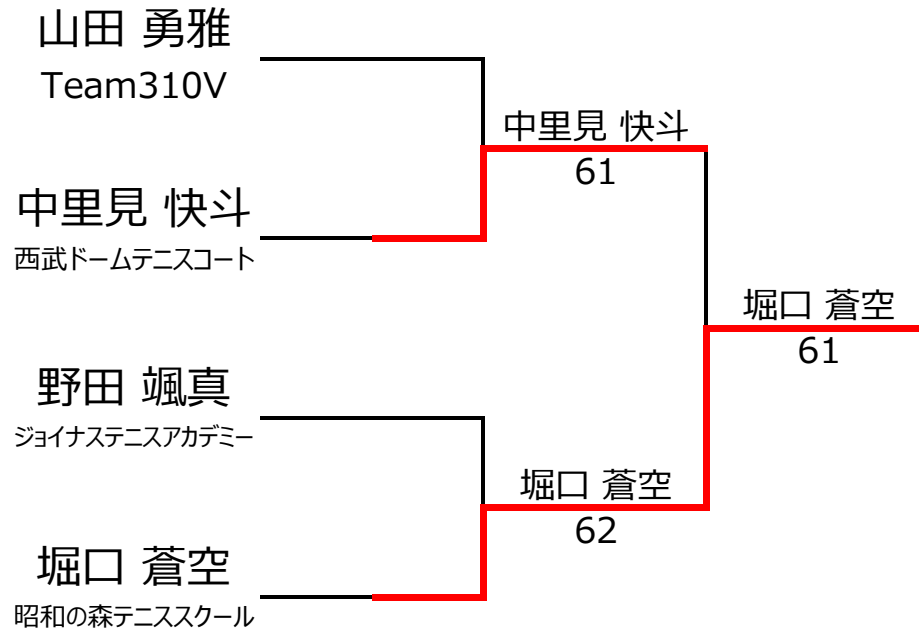 山田 勇雅
Team310V
中里見 快斗
61
中里見 快斗
西武ドームテニスコート
堀口 蒼空
61
野田 颯真
ジョイナステニスアカデミー
堀口 蒼空
62
堀口 蒼空
昭和の森テニススクール